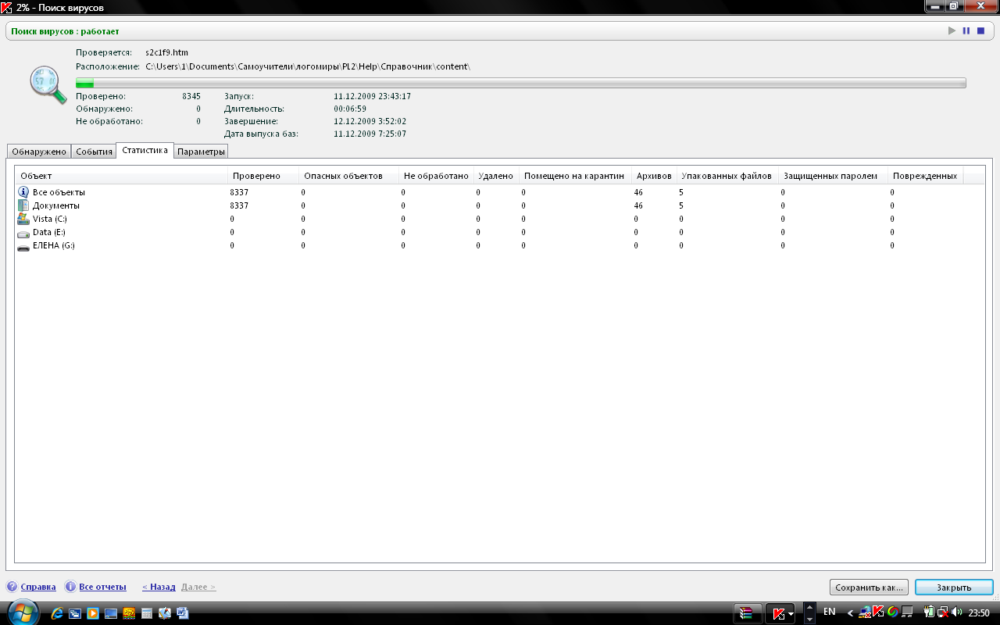 2% - Поиск вирусов
Поиск вирусов : работает
Проверяется: s2c1f9.htm
Расположение: C:\Users\1\Documents\Самоучители\логомиры\PL2\Help\Справочник\content\
Проверено: 8345 Запуск: 11.12.2009 23:43:17
Обнаружено: 0 Длительность: 00:06:59
Не обработано: 0 Завершение: 12.12.2009 3:52:02
Дата выпуска баз: 11.12.2009 7:25:07
Обнаружено События Статистика Параметры
Объект Проверено Опасных объектов Не обработано Удалено Помещено на карантин Архивов Упакованных файлов Защищенных паролем Поврежденных
Все объекты 8337 0 0 0 0 46 5 0 0
Документы 8337 0 0 0 0 46 5 0 0
Vista (C:) 0 0 0 0 0 0 0 0 0
Data (E:) 0 0 0 0 0 0 0 0 0
ЕЛЕНА (G:) 0 0 0 0 0 0 0 0 0
Справка Все отчеты < Назад Далее > Сохранить как... Закрыть
EN 23:50